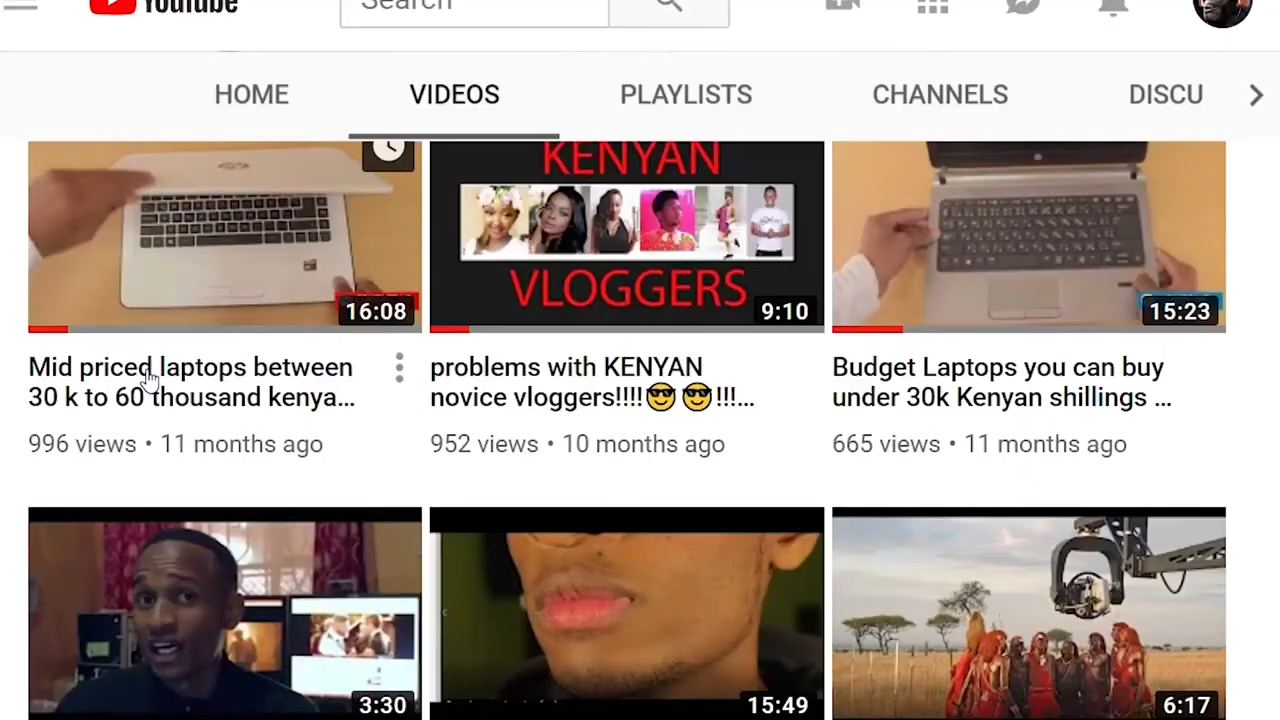 YouTube
Search
HOME VIDEOS PLAYLISTS CHANNELS DISCU
KENYAN
VLOGGERS
16:08
9:10
15:23
Mid priced laptops between
30 k to 60 thousand kenya...
996 views • 11 months ago
problems with KENYAN
novice vloggers!!!!😎😎!!!...
952 views • 10 months ago
Budget Laptops you can buy
under 30k Kenyan shillings ...
665 views • 11 months ago
3:30
15:49
6:17